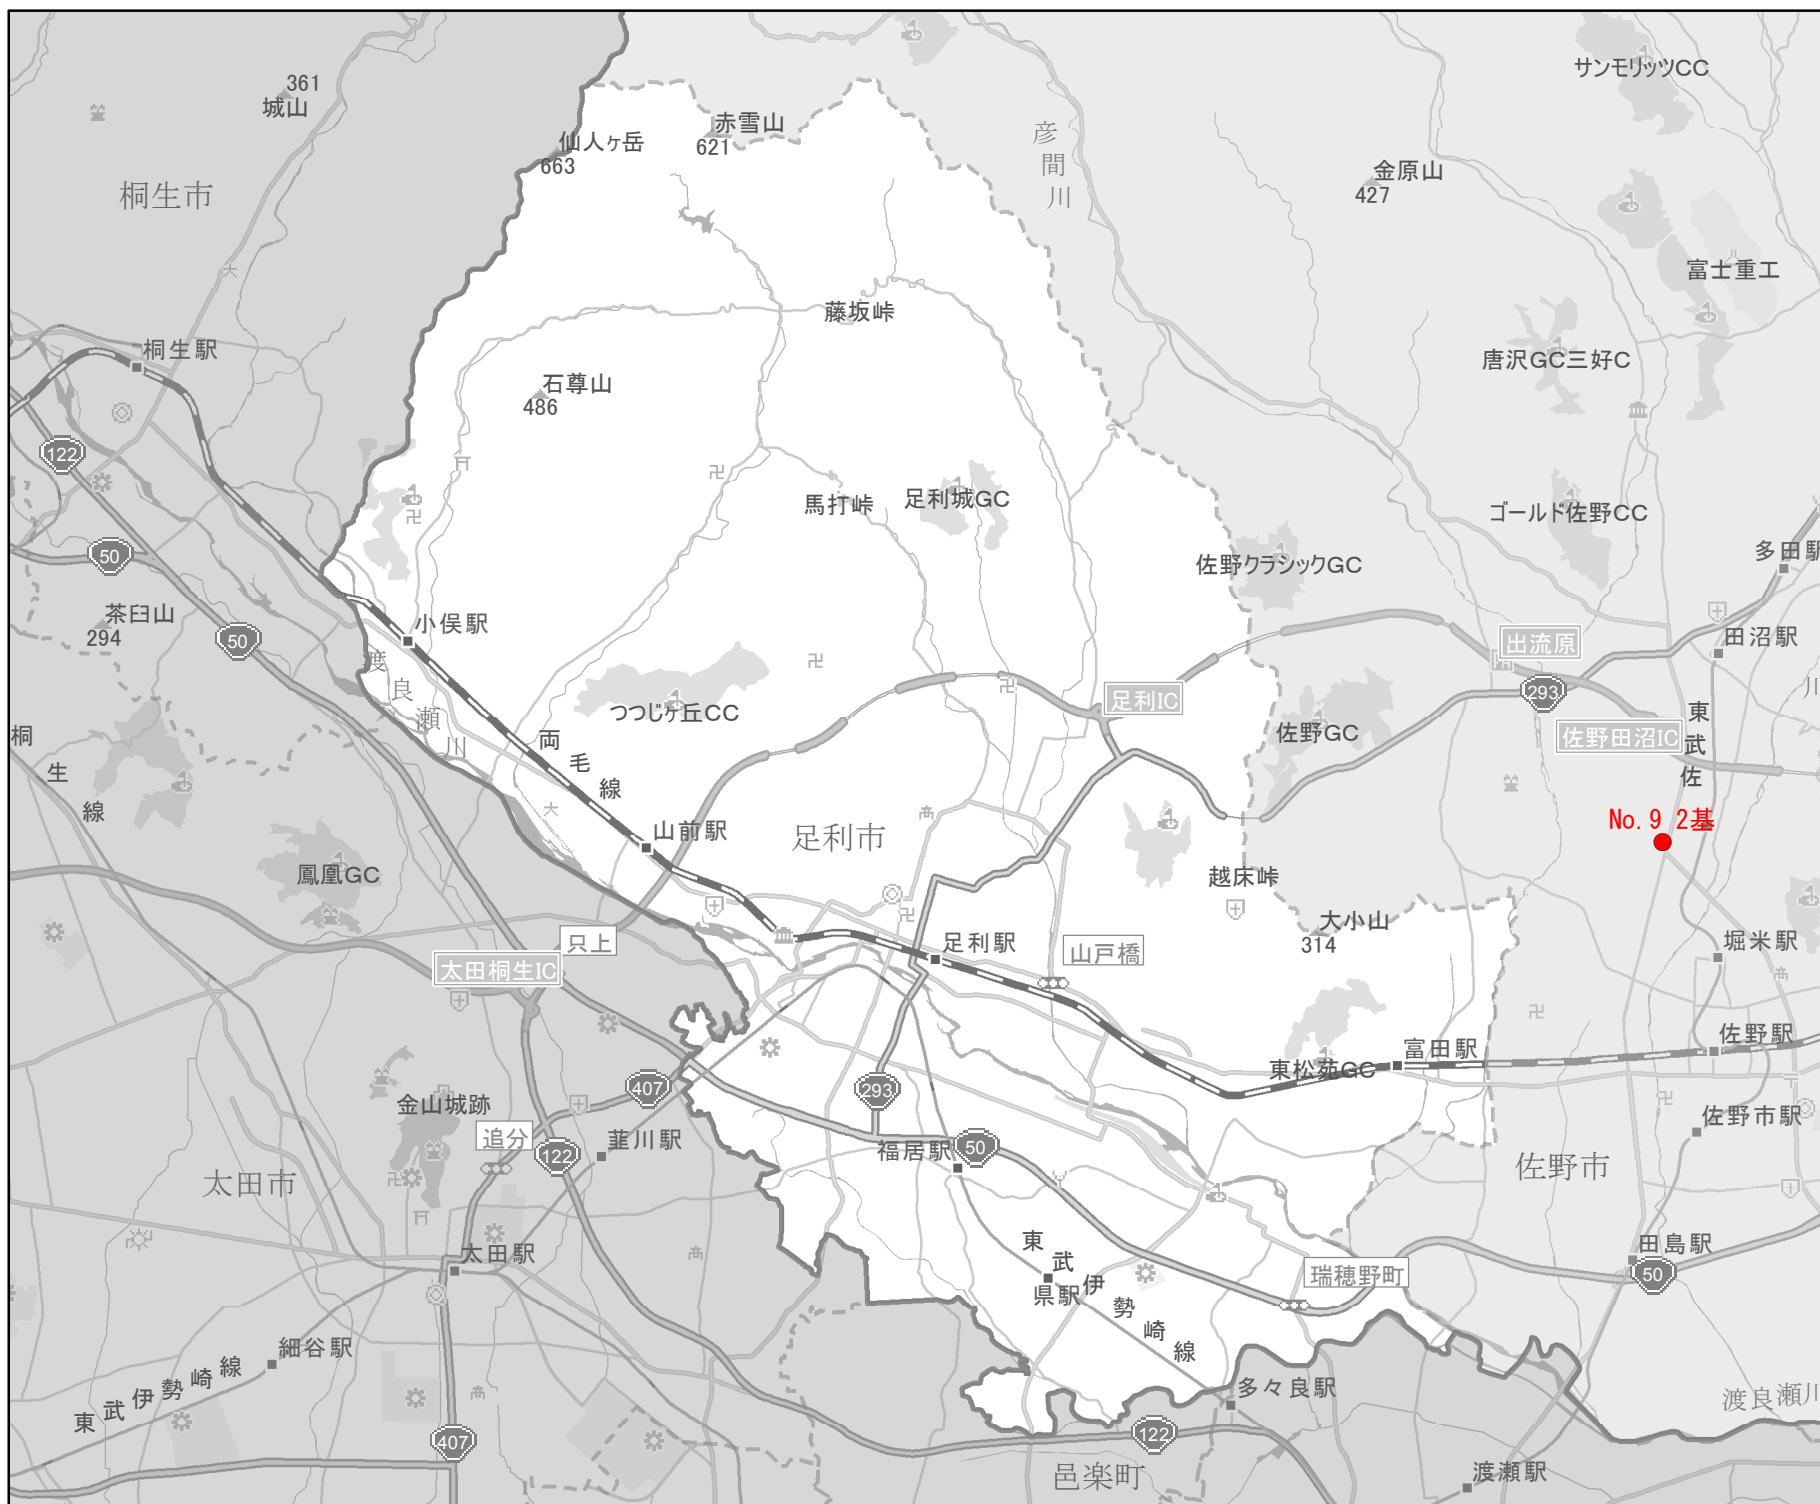 サンモリッツCC
361
城山
赤雪山
621
仙人ヶ岳
663
彦間川
金原山
427
桐生市
富士重工
藤坂峠
桐生駅
唐沢GC三好C
石尊山
486
122
馬打峠
足利城GC
ゴールド佐野CC
50
佐野クラシックGC
多田駅
茶臼山
294
50
小俣駅
出流原
田沼駅
渡良瀬川
足利IC
293
川
つつじヶ丘CC
佐野GC
東武佐
佐野田沼IC
桐生線
両毛線
No.9 2基
山前駅
足利市
鳳凰GC
越床峠
大小山
314
只上
足利駅
山戸橋
堀米駅
太田桐生IC
佐野駅
富田駅
東松苑GC
407
293
金山城跡
佐野市駅
追分
韮川駅
122
福居駅
50
太田市
佐野市
太田駅
東武伊勢崎線
田島駅
県駅
瑞穂野町
50
細谷駅
東武伊勢崎線
多々良駅
渡良瀬川
407
122
邑楽町
渡瀬駅